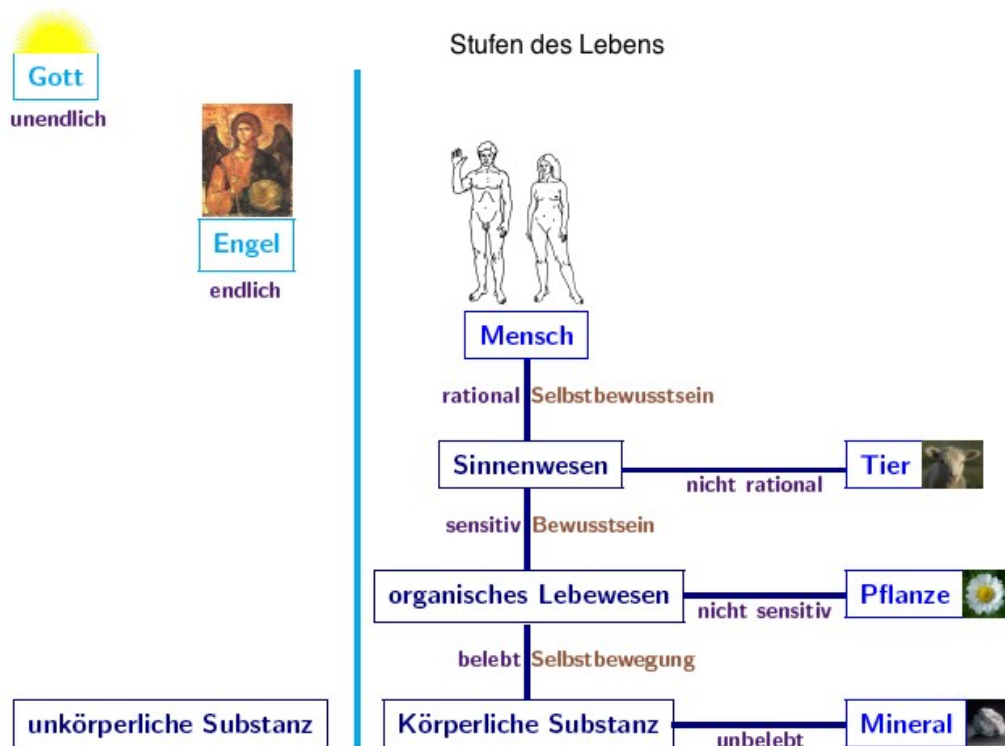 Stufen des Lebens
Gott
unendlich
Engel
endlich
Mensch
rational Selbstbewusstsein
Sinnenwesen
nicht rational
Tier
sensitiv Bewusstsein
organisches Lebewesen
nicht sensitiv
Pflanze
belebt Selbstbewegung
unkörperliche Substanz
Körperliche Substanz
unbelebt
Mineral